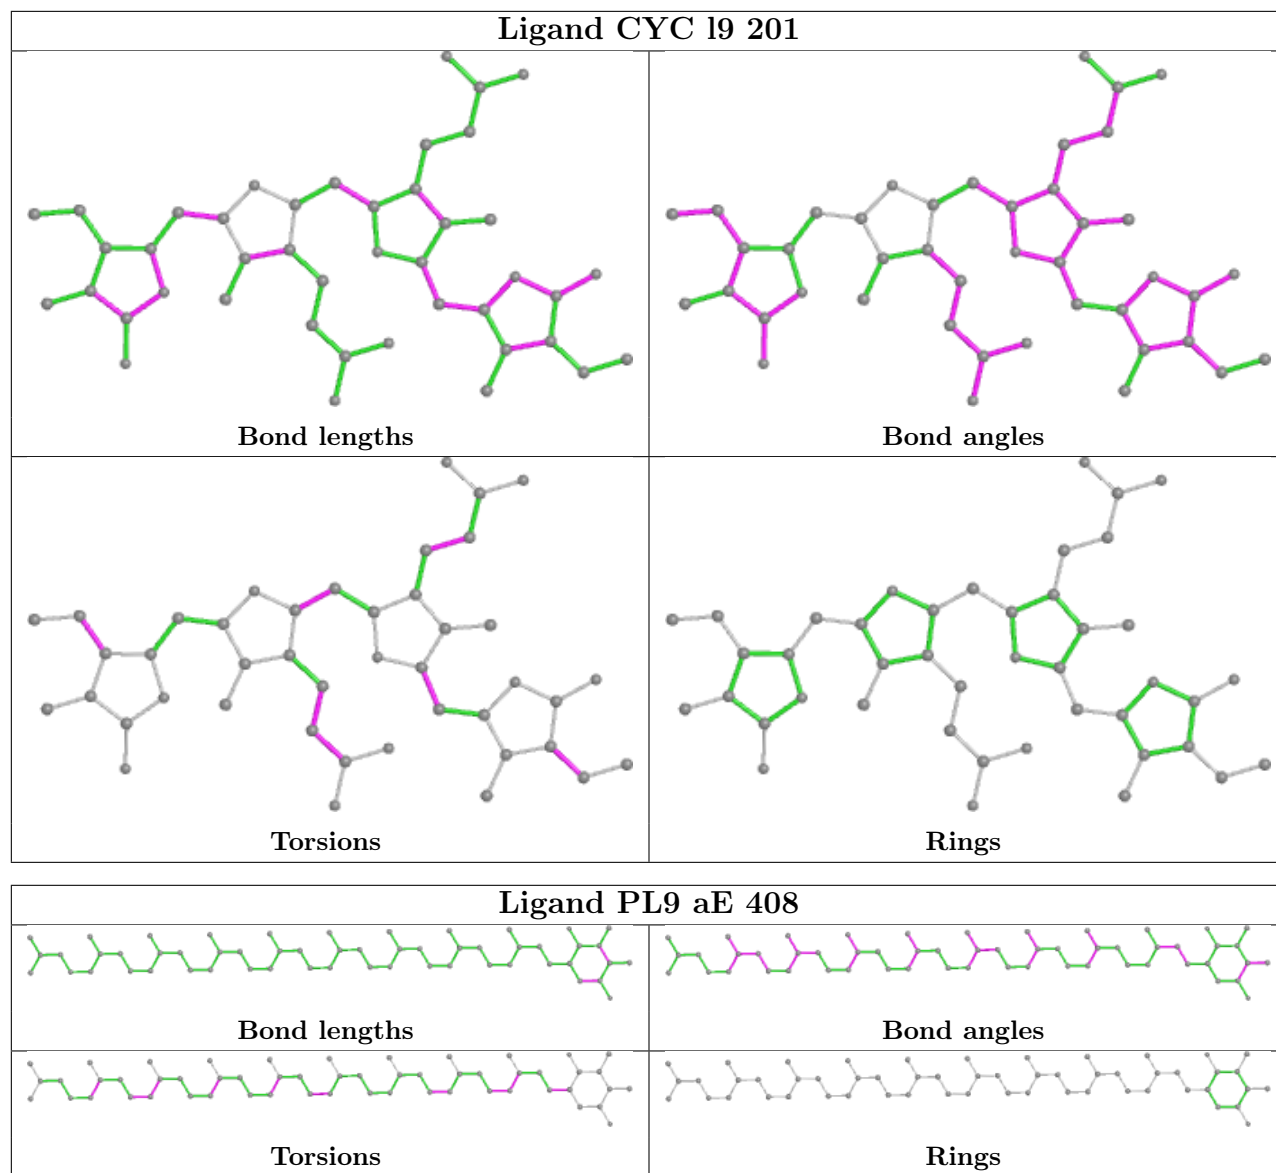 Ligand CYC l9 201
Bond lengths
Bond angles
Torsions
Rings
Ligand PL9 aE 408
Bond lengths
Bond angles
Torsions
Rings